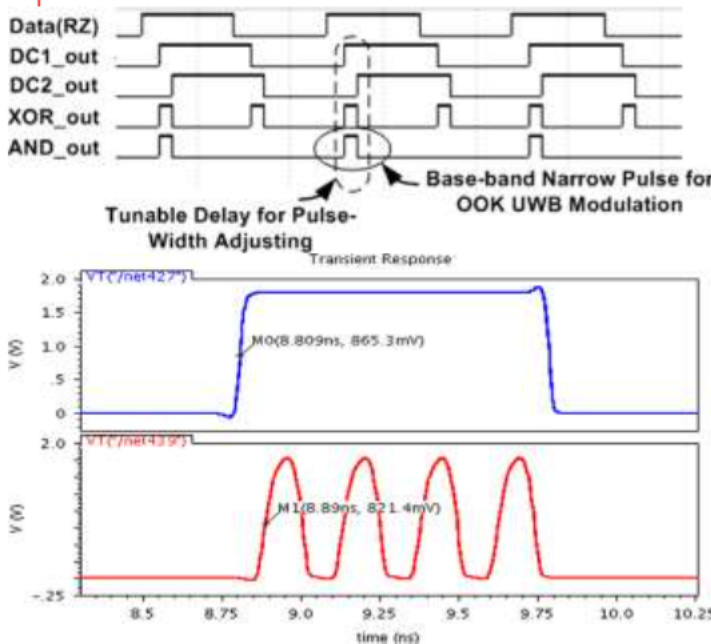 Data(RZ)
DC1_out
DC2_out
XOR_out
AND_out
Tunable Delay for Pulse-
Width Adjusting
Base-band Narrow Pulse for
OOK UWB Modulation
Transient Response
VT("/net427")
2.0
1.5
1.0
.5
0
V (V)
M0(8.809ns, 865.3mV)
VT("/net439")
2.0
-.25
V (V)
M1(8.89ns, 821.4mV)
8.5 8.75 9.0 9.25 9.5 9.75 10.0 10.25
time (ns)